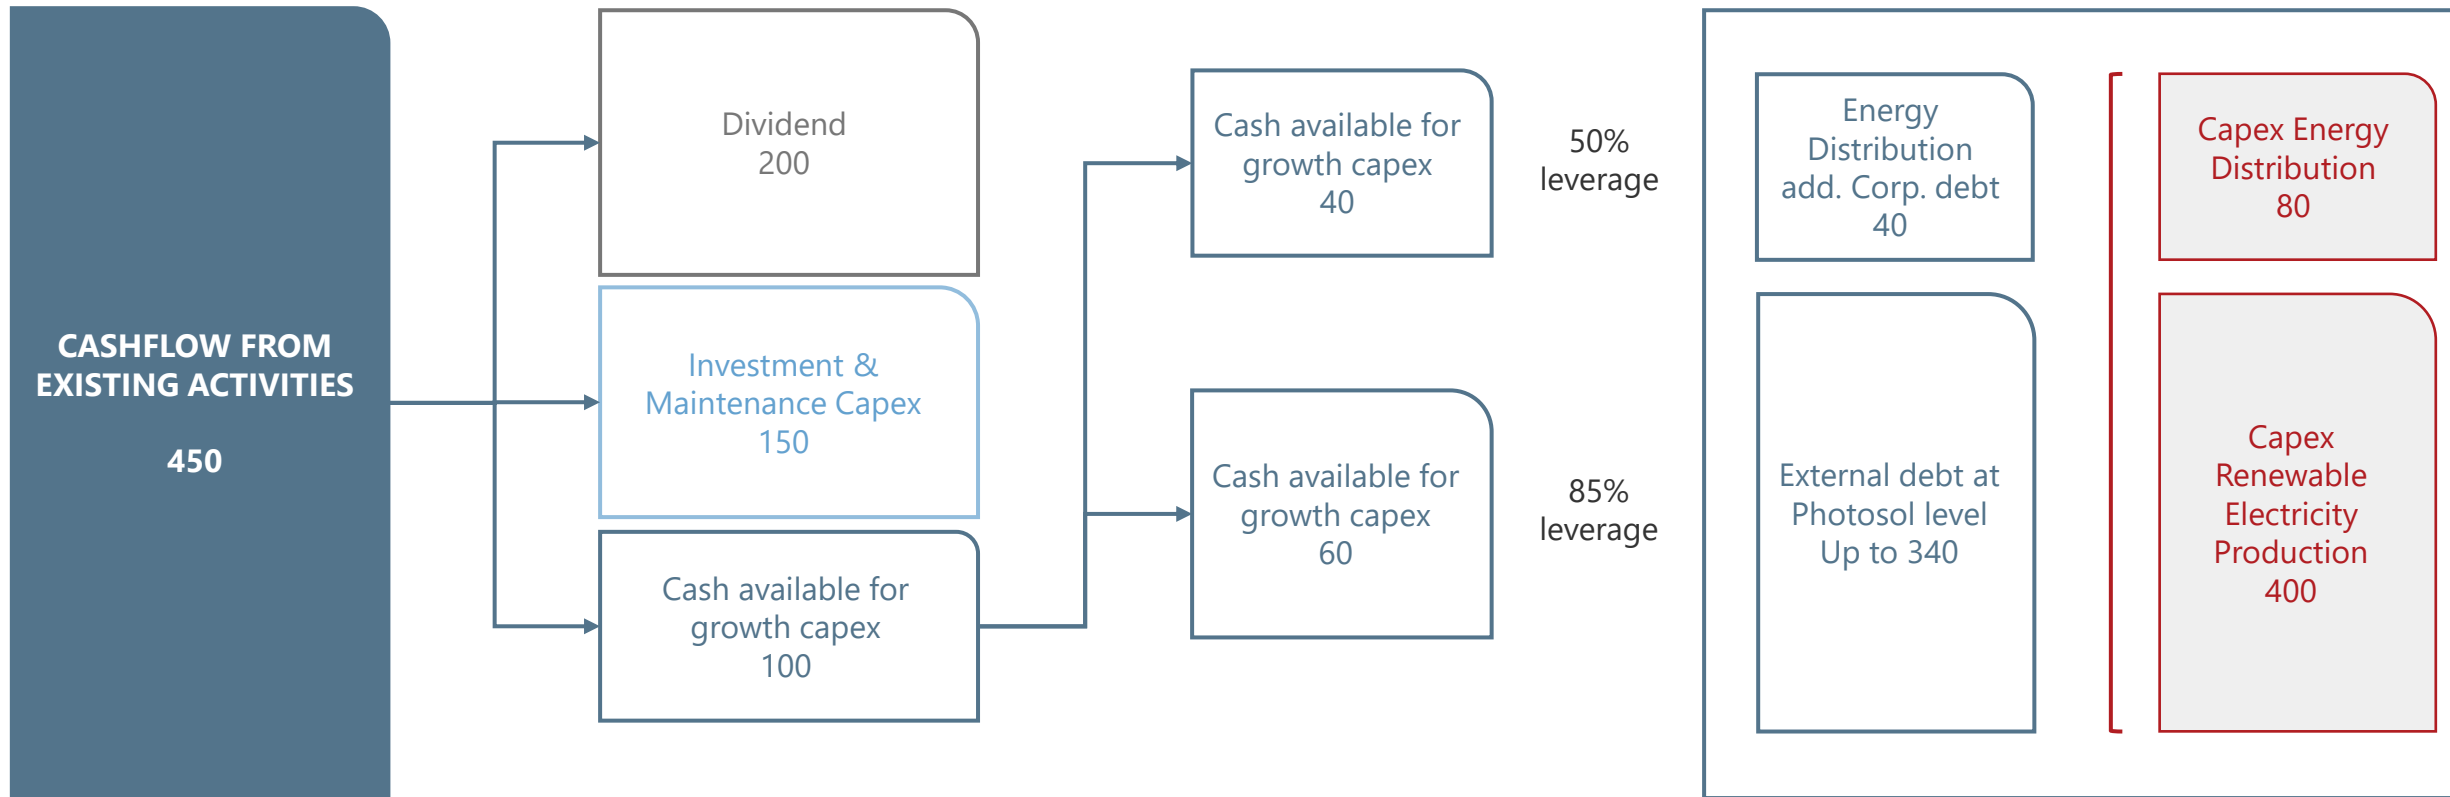 CASHFLOW FROM
EXISTING ACTIVITIES
450
Dividend
200
Investment &
Maintenance Capex
150
Cash available for
growth capex
100
Cash available for
growth capex
40
50%
leverage
Cash available for
growth capex
60
85%
leverage
Energy
Distribution
add. Corp. debt
40
External debt at
Photosol level
Up to 340
Capex Energy
Distribution
80
Capex
Renewable
Electricity
Production
400